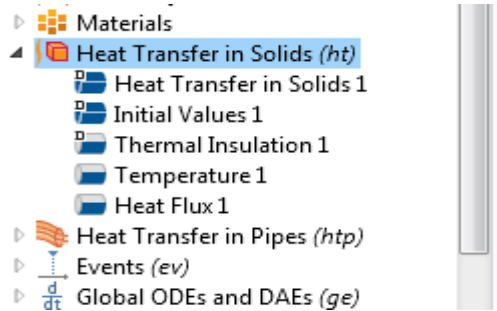 Materials
Heat Transfer in Solids (ht)
D Heat Transfer in Solids 1
D Initial Values 1
D Thermal Insulation 1
Temperature 1
Heat Flux 1
Heat Transfer in Pipes (htp)
Events (ev)
d/dt Global ODEs and DAEs (ge)